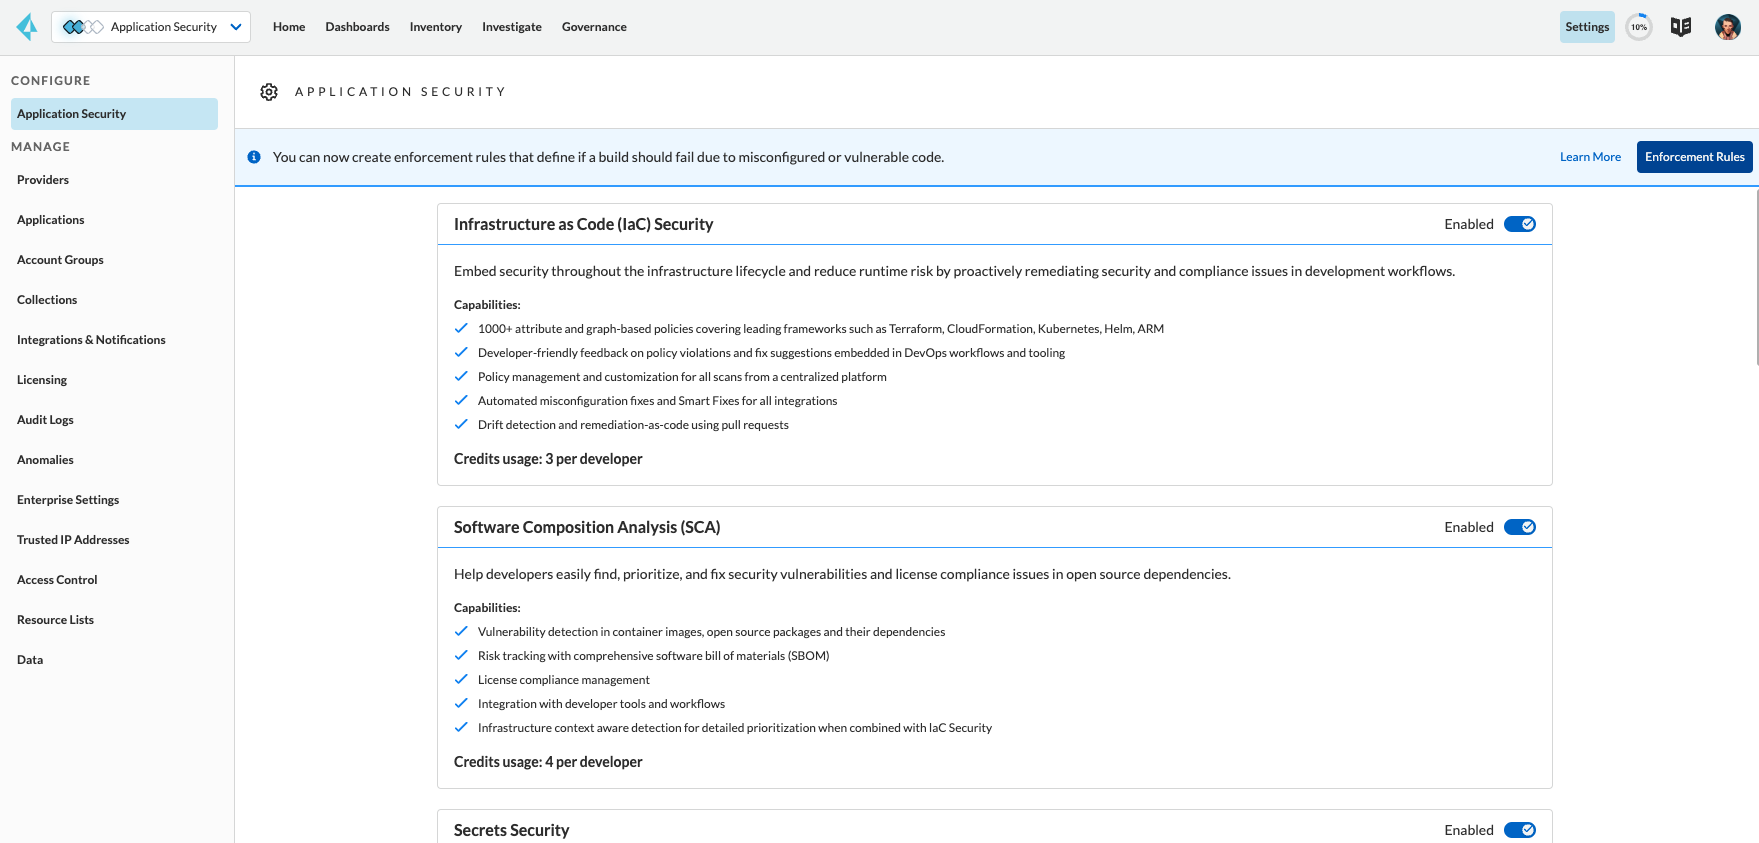 Application Security
Home
Dashboards
Inventory
Investigate
Governance
Settings
10%
CONFIGURE
Application Security
MANAGE
Providers
Applications
Account Groups
Collections
Integrations & Notifications
Licensing
Audit Logs
Anomalies
Enterprise Settings
Trusted IP Addresses
Access Control
Resource Lists
Data
APPLICATION SECURITY
You can now create enforcement rules that define if a build should fail due to misconfigured or vulnerable code.
Learn More
Enforcement Rules
Infrastructure as Code (IaC) Security
Enabled
Embed security throughout the infrastructure lifecycle and reduce runtime risk by proactively remediating security and compliance issues in development workflows.
Capabilities:
1000+ attribute and graph-based policies covering leading frameworks such as Terraform, CloudFormation, Kubernetes, Helm, ARM
Developer-friendly feedback on policy violations and fix suggestions embedded in DevOps workflows and tooling
Policy management and customization for all scans from a centralized platform
Automated misconfiguration fixes and Smart Fixes for all integrations
Drift detection and remediation-as-code using pull requests
Credits usage: 3 per developer
Software Composition Analysis (SCA)
Enabled
Help developers easily find, prioritize, and fix security vulnerabilities and license compliance issues in open source dependencies.
Capabilities:
Vulnerability detection in container images, open source packages and their dependencies
Risk tracking with comprehensive software bill of materials (SBOM)
License compliance management
Integration with developer tools and workflows
Infrastructure context aware detection for detailed prioritization when combined with IaC Security
Credits usage: 4 per developer
Secrets Security
Enabled